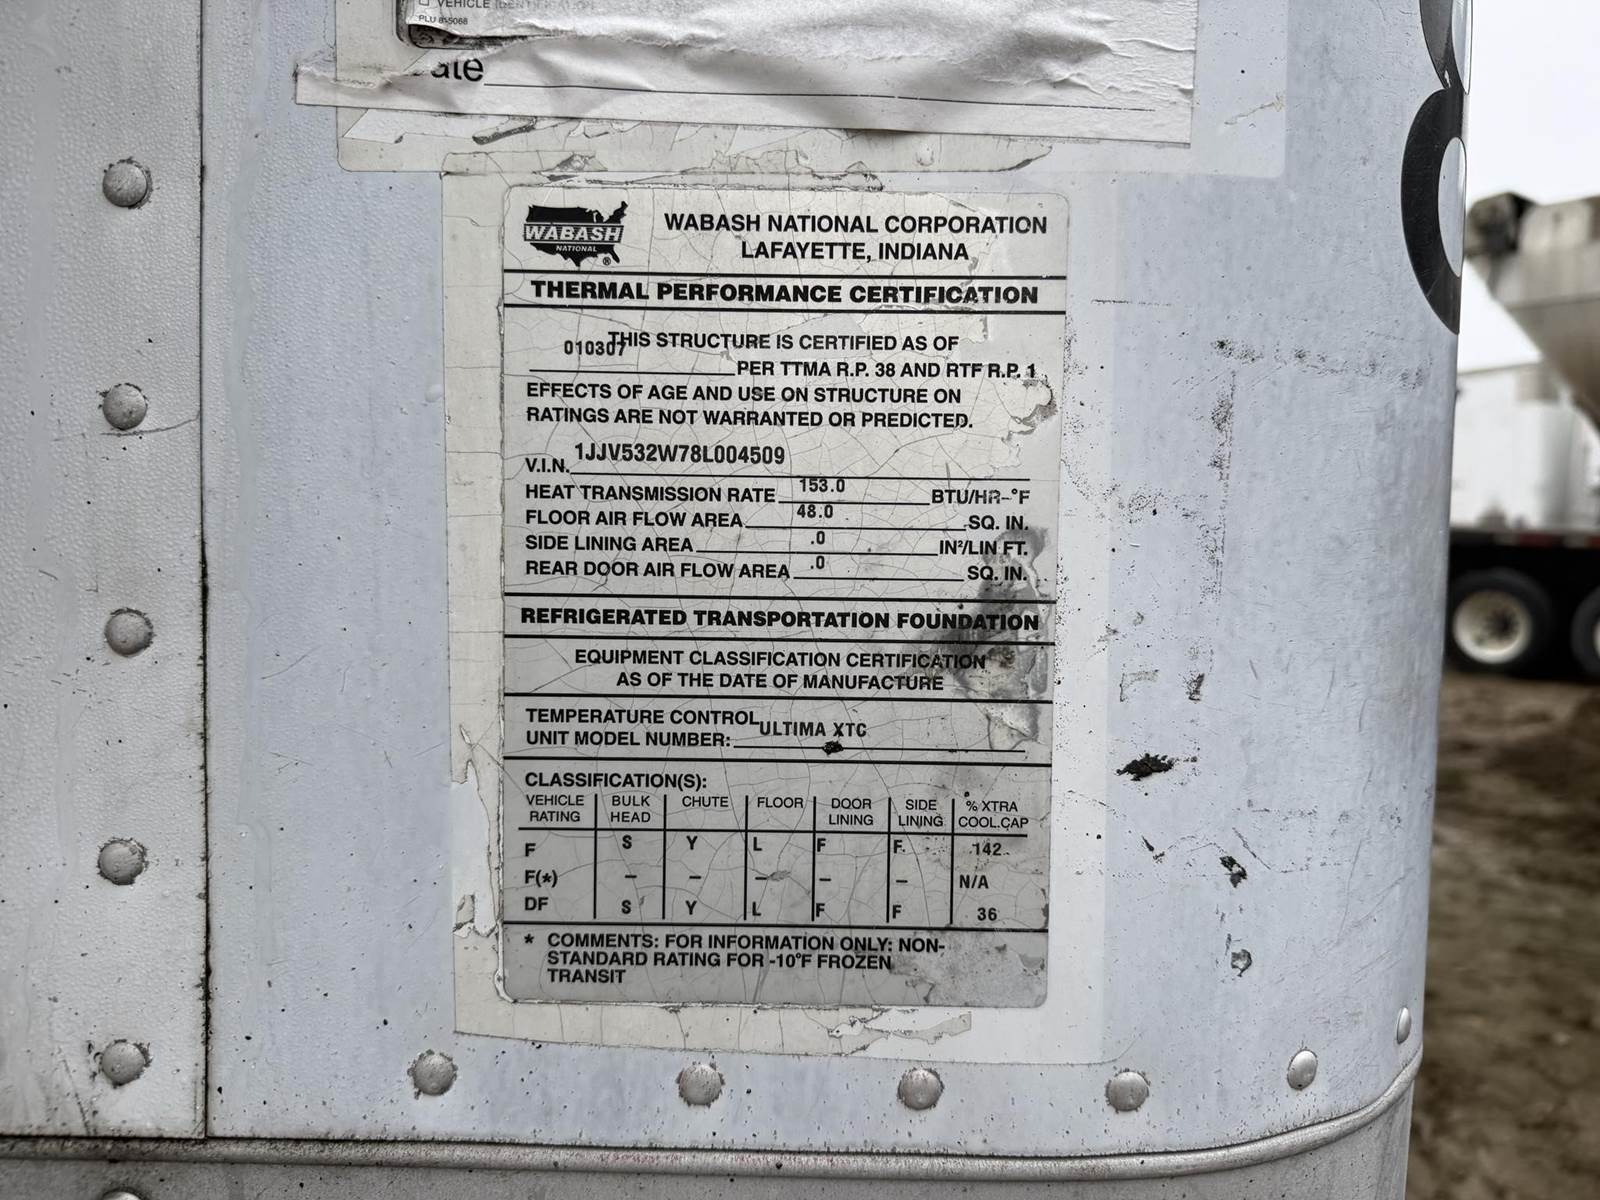 VEHICLE IDENTIFICATION
PLU 815068
ate
WABASH
NATIONAL
®
WABASH NATIONAL CORPORATION
LAFAYETTE, INDIANA
THERMAL PERFORMANCE CERTIFICATION
THIS STRUCTURE IS CERTIFIED AS OF
010307 PER TTMA R.P. 38 AND RTF R.P. 1
EFFECTS OF AGE AND USE ON STRUCTURE ON
RATINGS ARE NOT WARRANTED OR PREDICTED.
V.I.N. 1JJV532W78L004509
HEAT TRANSMISSION RATE 153.0 BTU/HR-°F
FLOOR AIR FLOW AREA 48.0 SQ. IN.
SIDE LINING AREA .0 IN²/LIN FT.
REAR DOOR AIR FLOW AREA .0 SQ. IN.
REFRIGERATED TRANSPORTATION FOUNDATION
EQUIPMENT CLASSIFICATION CERTIFICATION
AS OF THE DATE OF MANUFACTURE
TEMPERATURE CONTROL
UNIT MODEL NUMBER: ULTIMA XTC
CLASSIFICATION(S):
VEHICLE RATING BULK HEAD CHUTE FLOOR DOOR LINING SIDE LINING % XTRA COOL.CAP
F S Y L F F 142
F(*) – – – – – N/A
DF S Y L F F 36
* COMMENTS: FOR INFORMATION ONLY: NON-
STANDARD RATING FOR -10°F FROZEN
TRANSIT
8